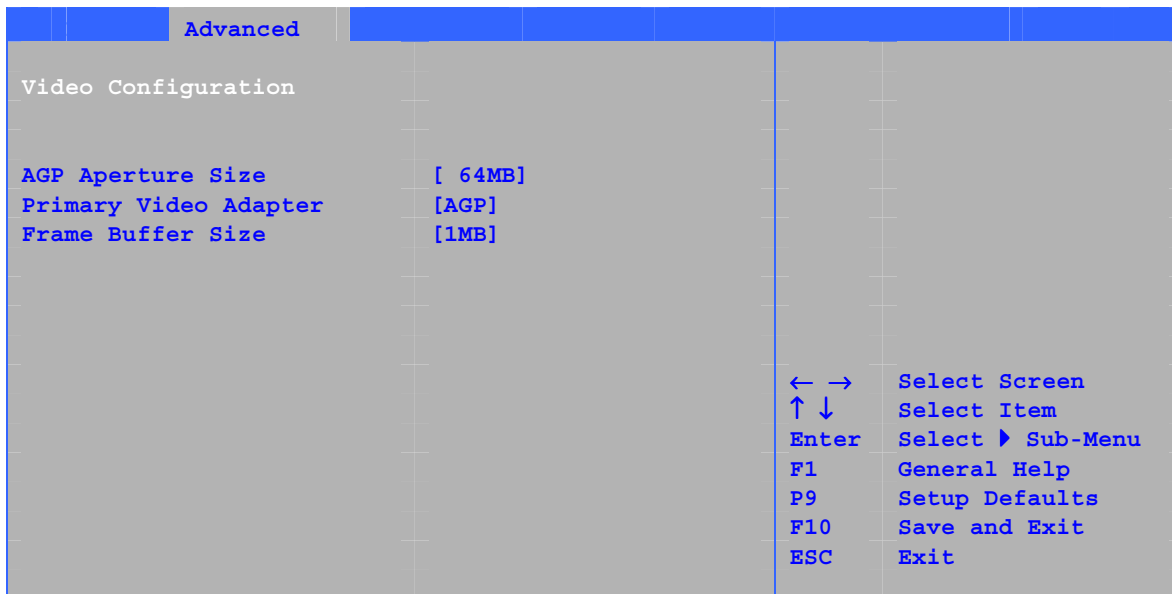 Advanced
Video Configuration
AGP Aperture Size [ 64MB]
Primary Video Adapter [AGP]
Frame Buffer Size [1MB]
← → Select Screen
↑ ↓ Select Item
Enter Select ▶ Sub-Menu
F1 General Help
P9 Setup Defaults
F10 Save and Exit
ESC Exit